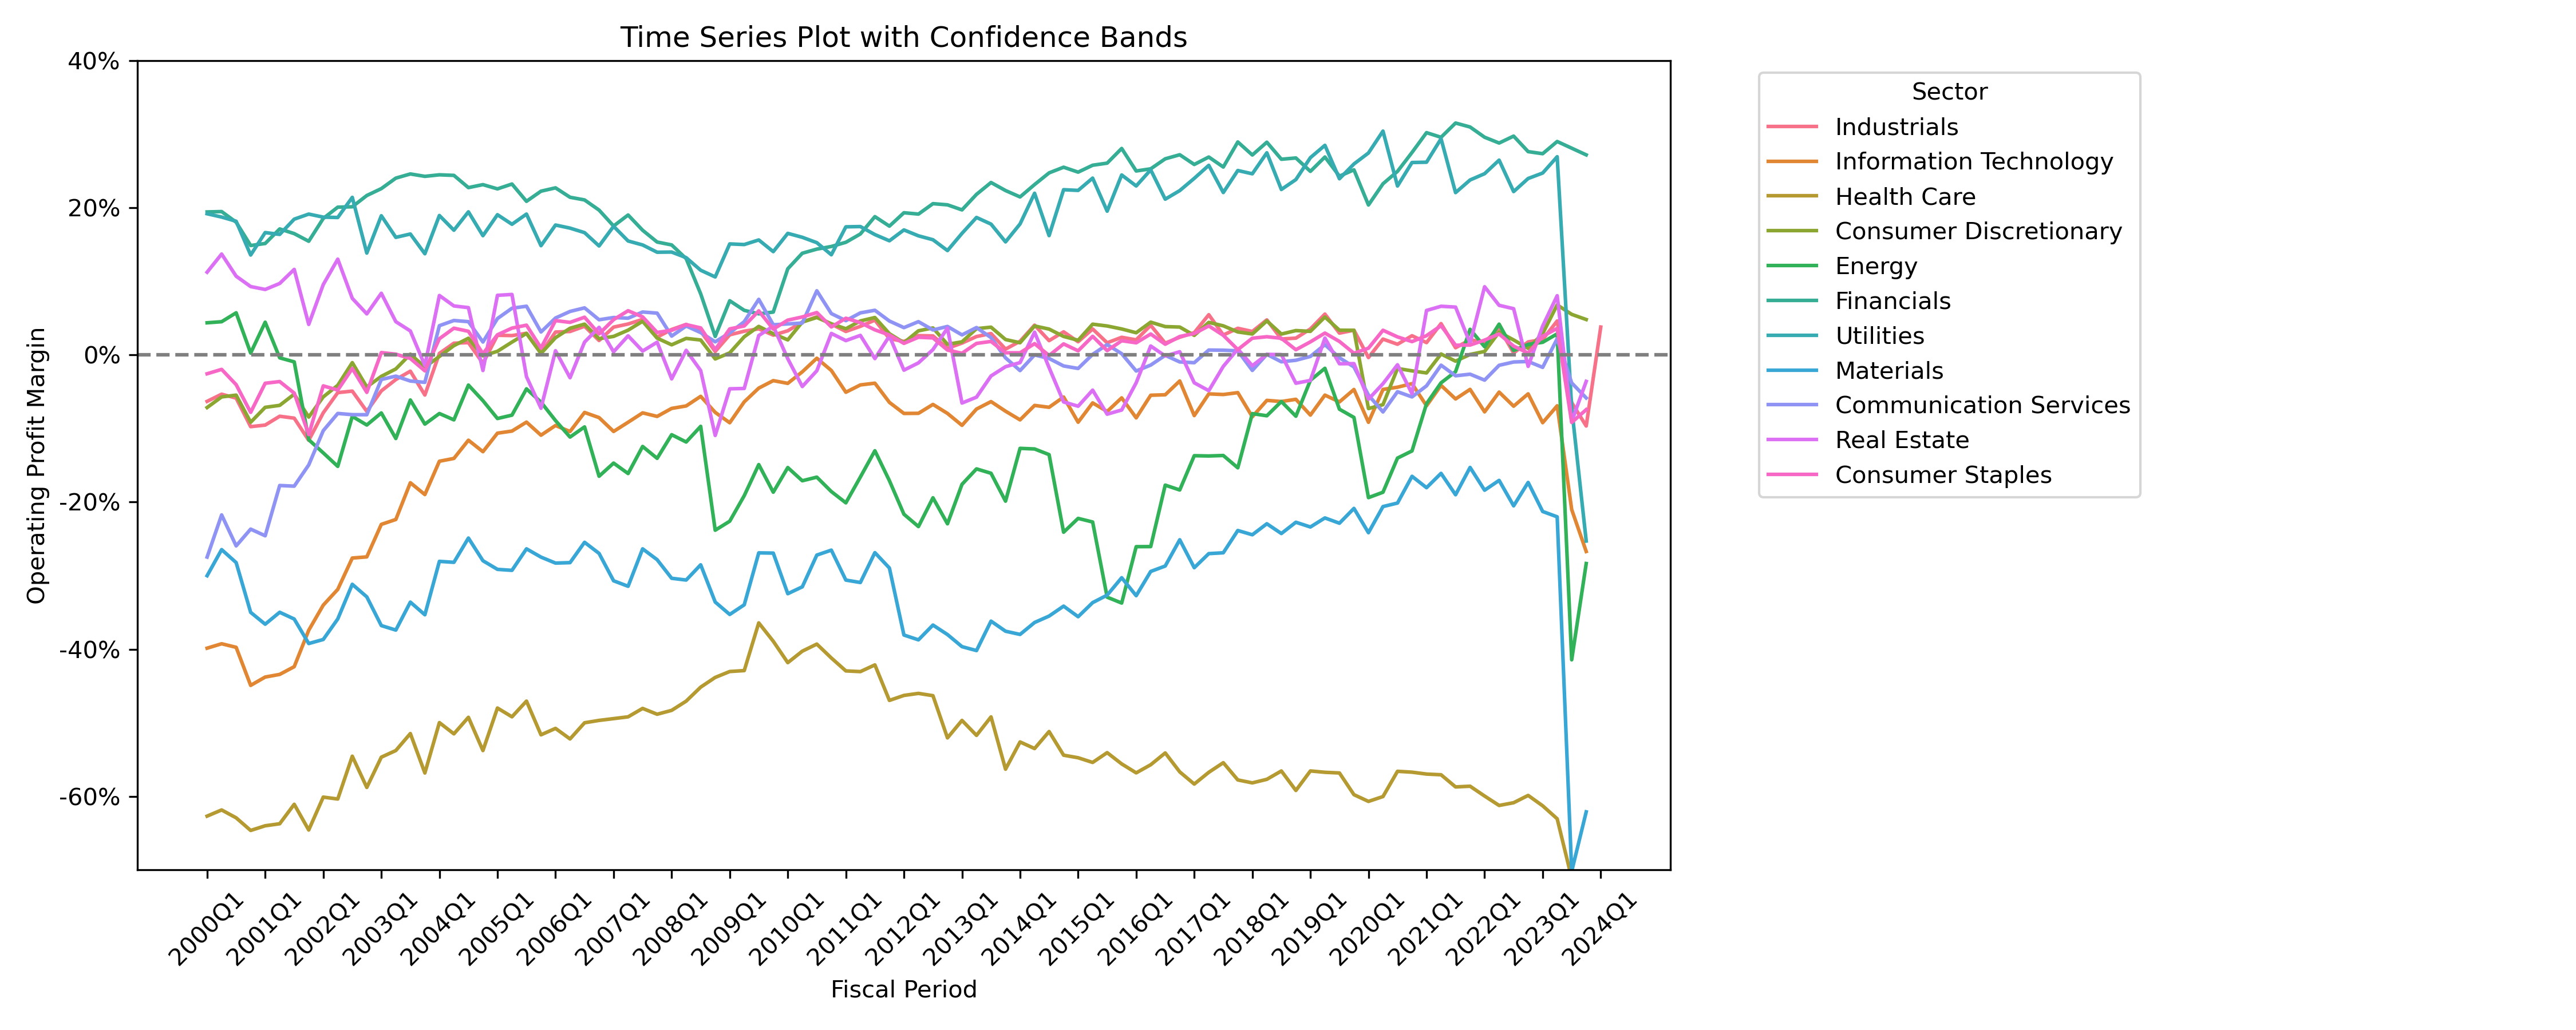 Time Series Plot with Confidence Bands
40%
20%
0%
-20%
-40%
-60%
Operating Profit Margin
2000Q1
2001Q1
2002Q1
2003Q1
2004Q1
2005Q1
2006Q1
2007Q1
2008Q1
2009Q1
2010Q1
2011Q1
2012Q1
2013Q1
2014Q1
2015Q1
2016Q1
2017Q1
2018Q1
2019Q1
2020Q1
2021Q1
2022Q1
2023Q1
2024Q1
Fiscal Period
Sector
Industrials
Information Technology
Health Care
Consumer Discretionary
Energy
Financials
Utilities
Materials
Communication Services
Real Estate
Consumer Staples